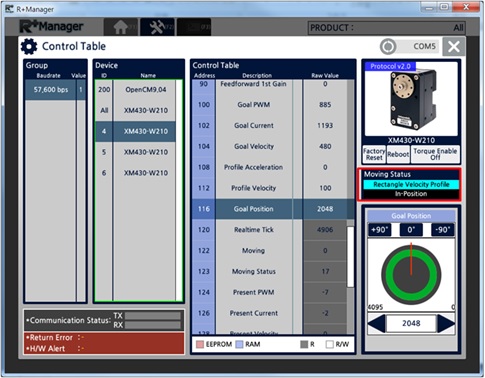 R+Manager
R+Manager
PRODUCT : All
Control Table
COM5
Group
Baudrate Value
57,600 bps 1
Device
ID Name
200 OpenCM9.04
All XM430-W210
4 XM430-W210
5 XM430-W210
6 XM430-W210
Control Table
Address Description Raw Value
90 Feedforward 1st Gain 0
100 Goal PWM 885
102 Goal Current 1193
104 Goal Velocity 480
108 Profile Acceleration 0
112 Profile Velocity 100
116 Goal Position 2048
120 Realtime Tick 4906
122 Moving 0
123 Moving Status 17
124 Present PWM -7
126 Present Current -2
128 Present Velocity 0
EEPROM RAM R R/W
Protocol v2.0
XM430-W210
Factory Reset
Reboot
Torque Enable Off
Moving Status
Rectangle Velocity Profile
In-Position
Goal Position
+90° 0° -90°
4095 0
2048
*Communication Status: TX
RX
*Return Error : -
*H/W Alert : -